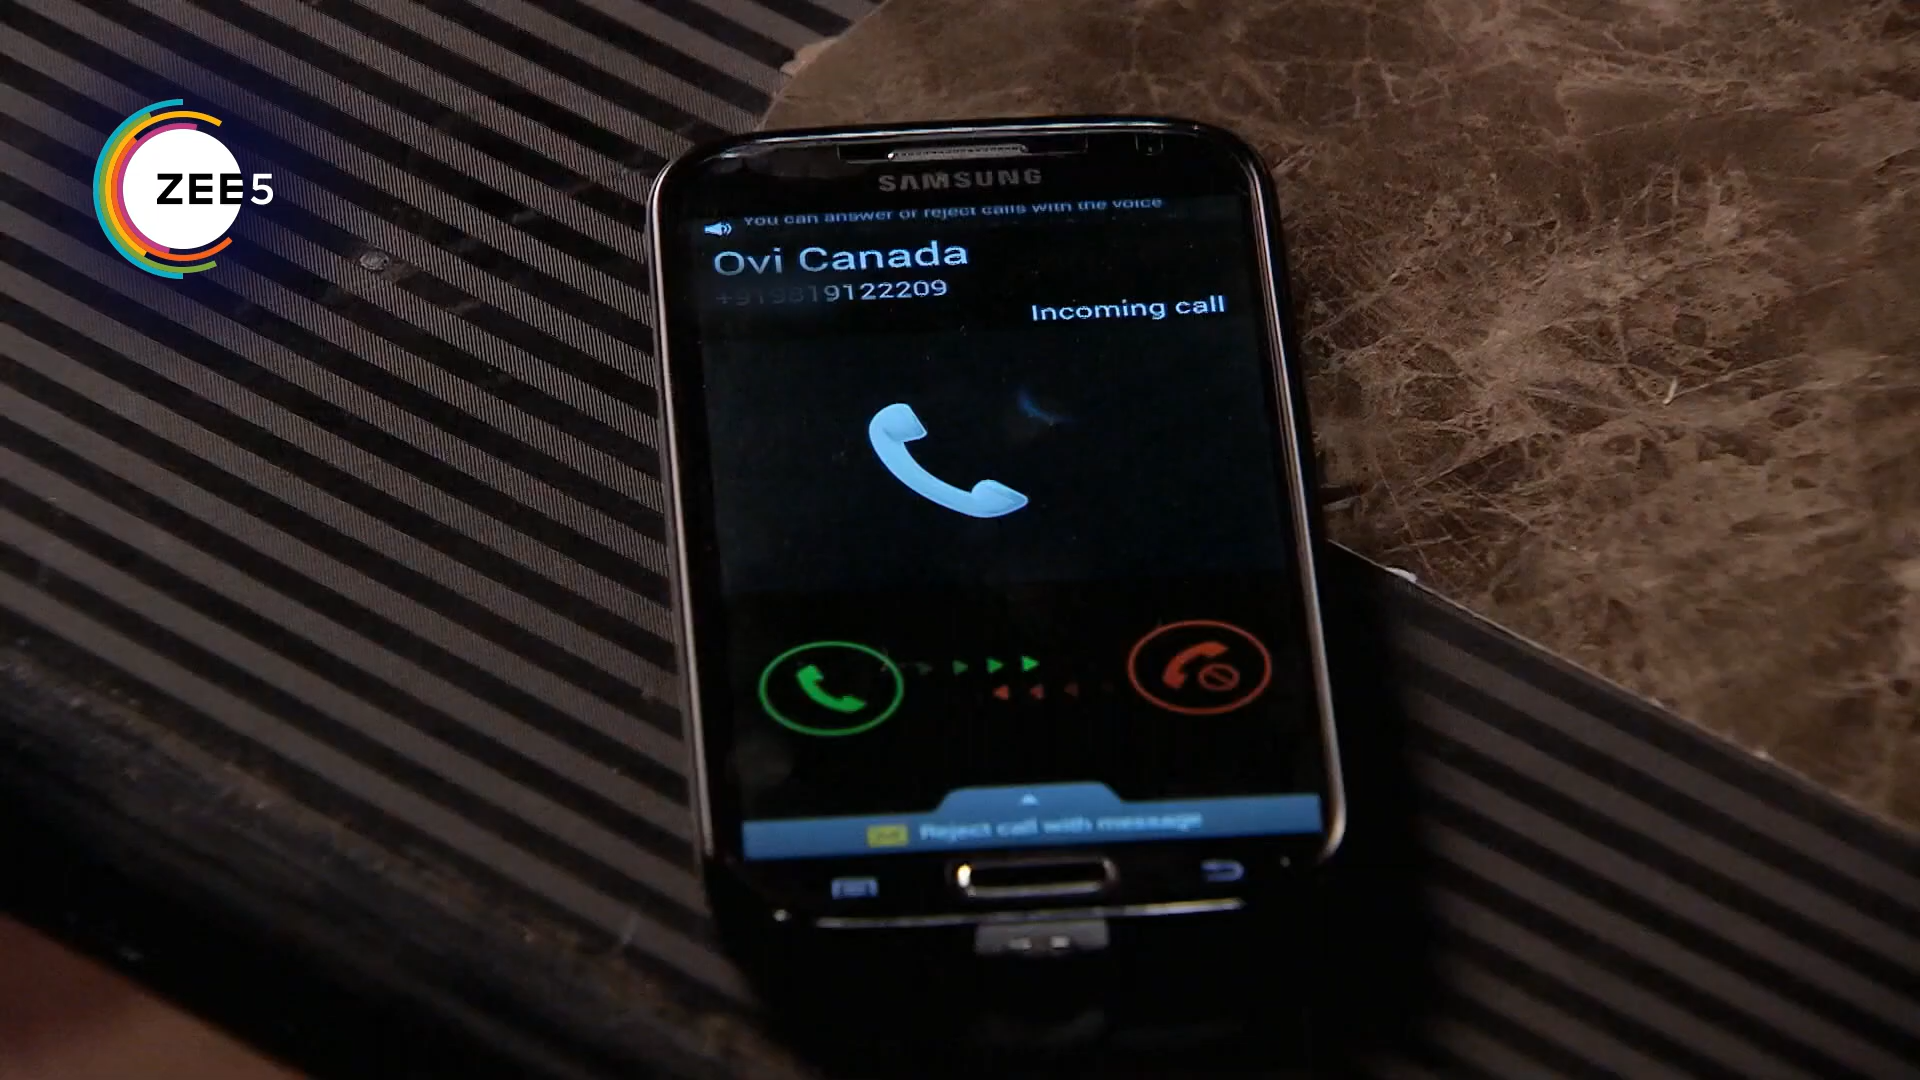 ZEE5
SAMSUNG
You can answer or reject calls with the voice
Ovi Canada
+919819122209
Incoming call
Reject call with message